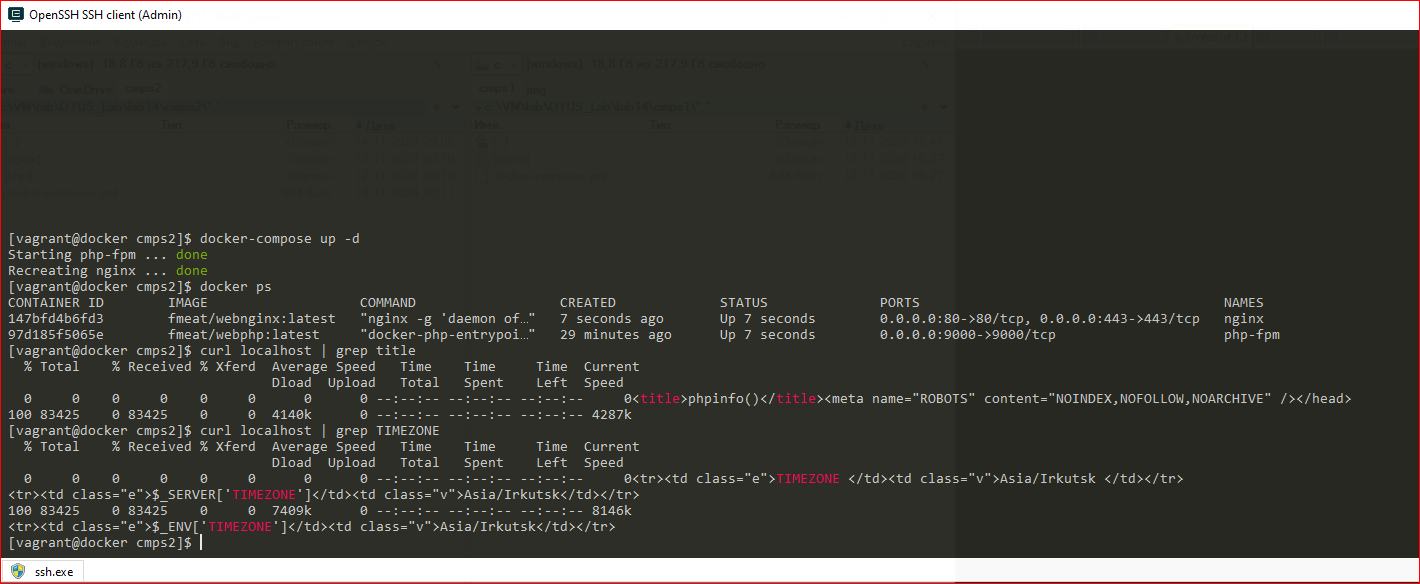 OpenSSH SSH client (Admin)
[vagrant@docker cmps2]$ docker-compose up -d
Starting php-fpm ... done
Recreating nginx ... done
[vagrant@docker cmps2]$ docker ps
CONTAINER ID        IMAGE                   COMMAND                  CREATED             STATUS              PORTS                                      NAMES
147bfd4b6fd3        fmeat/webnginx:latest   "nginx -g 'daemon of…"   7 seconds ago       Up 7 seconds        0.0.0.0:80->80/tcp, 0.0.0.0:443->443/tcp   nginx
97d185f5065e        fmeat/webphp:latest     "docker-php-entrypoi…"   29 minutes ago      Up 7 seconds        0.0.0.0:9000->9000/tcp                     php-fpm
[vagrant@docker cmps2]$ curl localhost | grep title
  % Total    % Received % Xferd  Average Speed   Time    Time     Time  Current
                                 Dload  Upload   Total   Spent    Left  Speed
  0     0    0     0    0     0      0      0 --:--:-- --:--:-- --:--:--     0<title>phpinfo()</title><meta name="ROBOTS" content="NOINDEX,NOFOLLOW,NOARCHIVE" /></head>
100 83425    0 83425    0     0  4140k      0 --:--:-- --:--:-- --:--:-- 4287k
[vagrant@docker cmps2]$ curl localhost | grep TIMEZONE
  % Total    % Received % Xferd  Average Speed   Time    Time     Time  Current
                                 Dload  Upload   Total   Spent    Left  Speed
  0     0    0     0    0     0      0      0 --:--:-- --:--:-- --:--:--     0<tr><td class="e">TIMEZONE </td><td class="v">Asia/Irkutsk </td></tr>
<tr><td class="e">$_SERVER['TIMEZONE']</td><td class="v">Asia/Irkutsk</td></tr>
100 83425    0 83425    0     0  7409k      0 --:--:-- --:--:-- --:--:-- 8146k
<tr><td class="e">$_ENV['TIMEZONE']</td><td class="v">Asia/Irkutsk</td></tr>
[vagrant@docker cmps2]$
ssh.exe